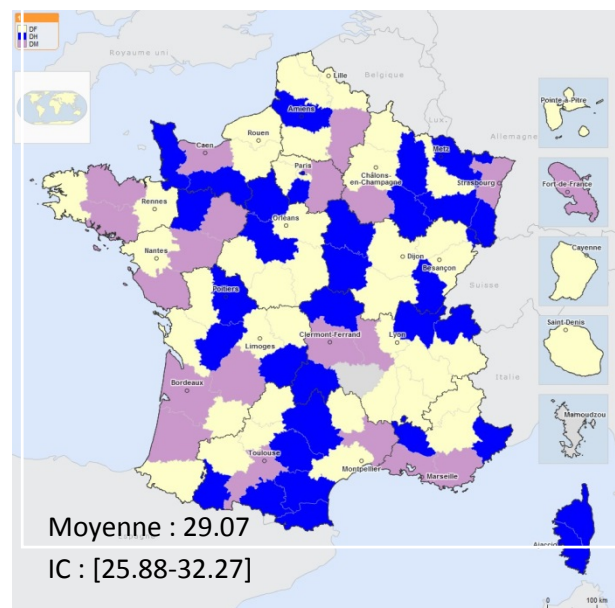 DF
DH
DM
Royaume uni
Belgique
Lille
Lux.
Allemagne
Amiens
Rouen
Caen
Metz
Paris
Châlons-
en-Champagne
Strasbourg
Rennes
Orléans
Nantes
Dijon
Besançon
Suisse
Poitiers
Clermont-Ferrand
Lyon
Limoges
Italie
Bordeaux
Toulouse
Montpellier
Marseille
Espagne
Ajaccio
Pointe-à-Pitre
Fort-de-France
Cayenne
Saint-Denis
Mamoudzou
Moyenne : 29.07
IC : [25.88-32.27]
0 100 km